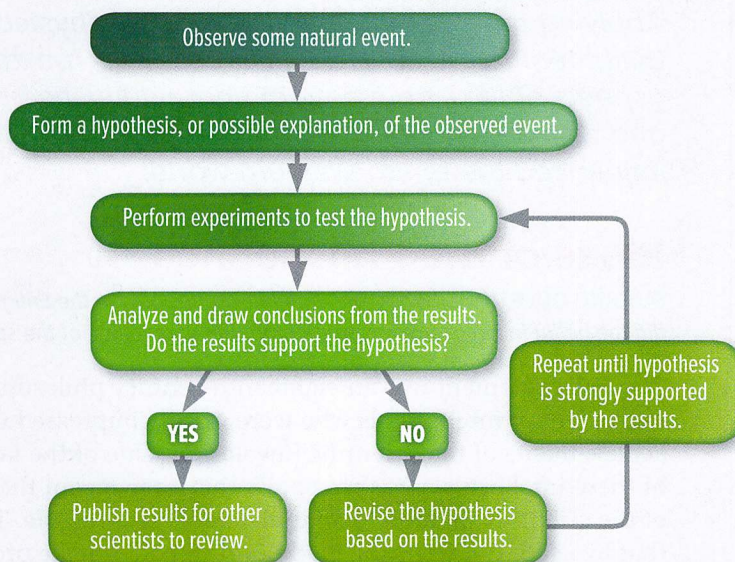 Observe some natural event.
Form a hypothesis, or possible explanation, of the observed event.
Perform experiments to test the hypothesis.
Analyze and draw conclusions from the results.
Do the results support the hypothesis?
Repeat until hypothesis
is strongly supported
by the results.
YES
NO
Publish results for other
scientists to review.
Revise the hypothesis
based on the results.